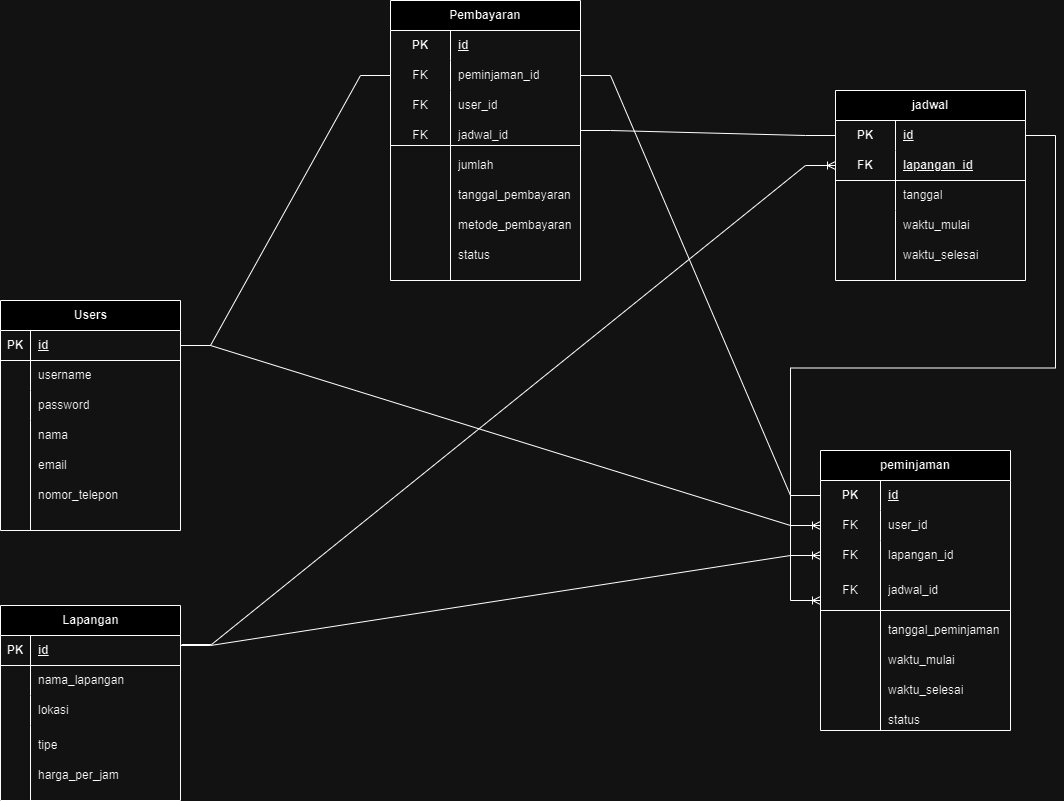 Pembayaran
PK id
FK peminjaman_id
FK user_id
FK jadwal_id
jumlah
tanggal_pembayaran
metode_pembayaran
status
jadwal
PK id
FK lapangan_id
tanggal
waktu_mulai
waktu_selesai
Users
PK id
username
password
nama
email
nomor_telepon
peminjaman
PK id
FK user_id
FK lapangan_id
FK jadwal_id
tanggal_peminjaman
waktu_mulai
waktu_selesai
status
Lapangan
PK id
nama_lapangan
lokasi
tipe
harga_per_jam